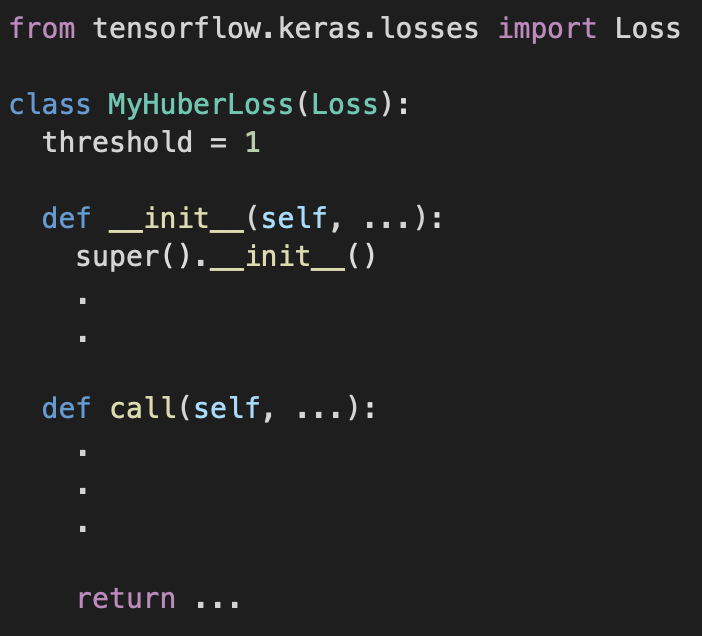 from tensorflow.keras.losses import Loss
class MyHuberLoss(Loss):
threshold = 1
def __init__(self, ...):
super().__init__()
.
.
def call(self, ...):
.
.
.
return ...